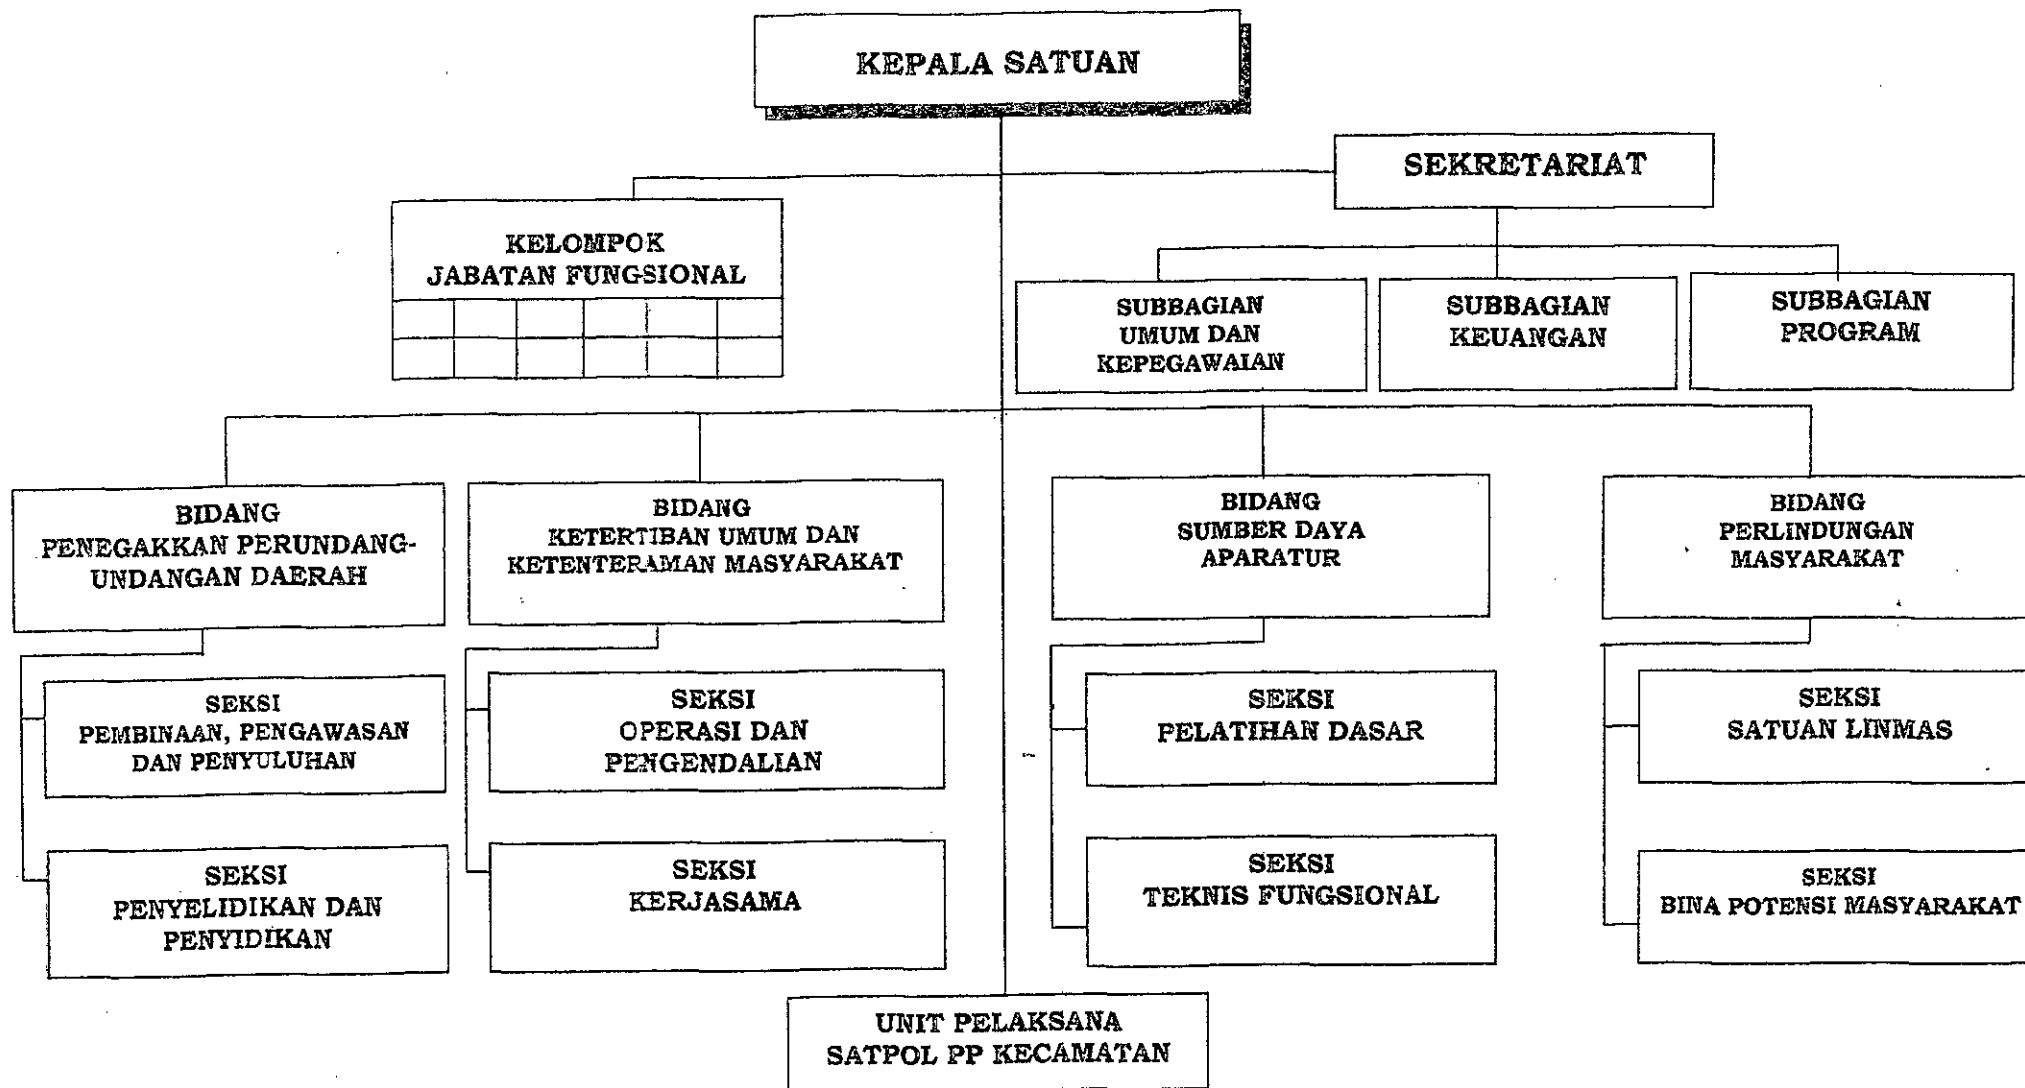 KEPALA SATUAN
SEKRETARIAT
KELOMPOK
JABATAN FUNGSIONAL
SUBBAGIAN
UMUM DAN
KEPEGAWAIAN
SUBBAGIAN
KEUANGAN
SUBBAGIAN
PROGRAM
BIDANG
PENEGAKKAN PERUNDANG-
UNDANGAN DAERAH
BIDANG
KETERTIBAN UMUM DAN
KETENTERAMAN MASYARAKAT
BIDANG
SUMBER DAYA
APARATUR
BIDANG
PERLINDUNGAN
MASYARAKAT
SEKSI
PEMBINAAN, PENGAWASAN
DAN PENYULUHAN
SEKSI
OPERASI DAN
PENGENDALIAN
SEKSI
PELATIHAN DASAR
SEKSI
SATUAN LINMAS
SEKSI
PENYELIDIKAN DAN
PENYIDIKAN
SEKSI
KERJASAMA
SEKSI
TEKNIS FUNGSIONAL
SEKSI
BINA POTENSI MASYARAKAT
UNIT PELAKSANA
SATPOL PP KECAMATAN